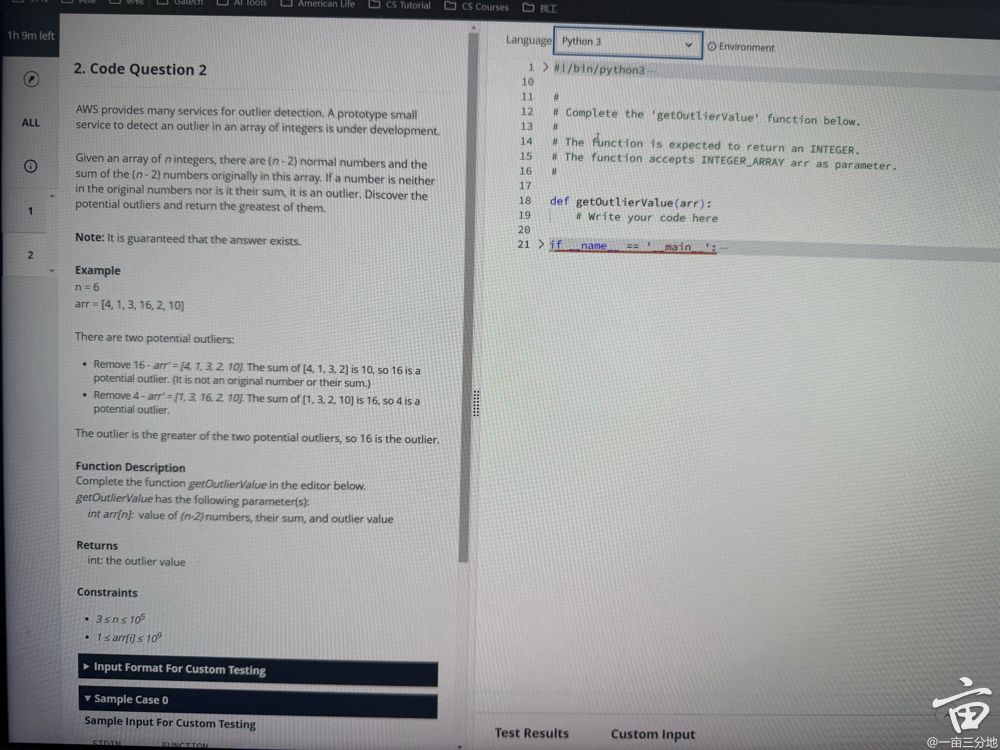 Gatech
AI Tools
American Life
CS Tutorial
CS Courses
找工
1h 9m left
ALL
1
2
2. Code Question 2
AWS provides many services for outlier detection. A prototype small
service to detect an outlier in an array of integers is under development.
Given an array of n integers, there are (n - 2) normal numbers and the
sum of the (n - 2) numbers originally in this array. If a number is neither
in the original numbers nor is it their sum, it is an outlier. Discover the
potential outliers and return the greatest of them.
Note: It is guaranteed that the answer exists.
Example
n = 6
arr = [4, 1, 3, 16, 2, 10]
There are two potential outliers:
• Remove 16 - arr' = [4, 1, 3, 2, 10]. The sum of [4, 1, 3, 2] is 10, so 16 is a
potential outlier. (It is not an original number or their sum.)
• Remove 4 - arr' = [1, 3, 16, 2, 10]. The sum of [1, 3, 2, 10] is 16, so 4 is a
potential outlier.
The outlier is the greater of the two potential outliers, so 16 is the outlier.
Function Description
Complete the function getOutlierValue in the editor below.
getOutlierValue has the following parameter(s):
int arr[n]: value of (n-2) numbers, their sum, and outlier value
Returns
int: the outlier value
Constraints
• 3 ≤ n ≤ 10⁵
• 1 ≤ arr[i] ≤ 10⁹
Input Format For Custom Testing
Sample Case 0
Sample Input For Custom Testing
STDIN FUNCTION
Language Python 3 Environment
1 #!/bin/python3...
10
11 #
12 # Complete the 'getOutlierValue' function below.
13 #
14 # The function is expected to return an INTEGER.
15 # The function accepts INTEGER_ARRAY arr as parameter.
16 #
17
18 def getOutlierValue(arr):
19 # Write your code here
20
21 if __name__ == '__main__':...
Test Results Custom Input
亩
@一亩三分地